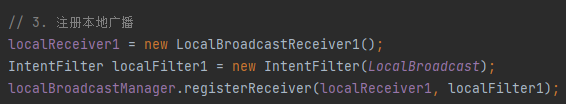 // 3. 注册本地广播
localReceiver1 = new LocalBroadcastReceiver1();
IntentFilter localFilter1 = new IntentFilter(LocalBroadcast);
localBroadcastManager.registerReceiver(localReceiver1, localFilter1);